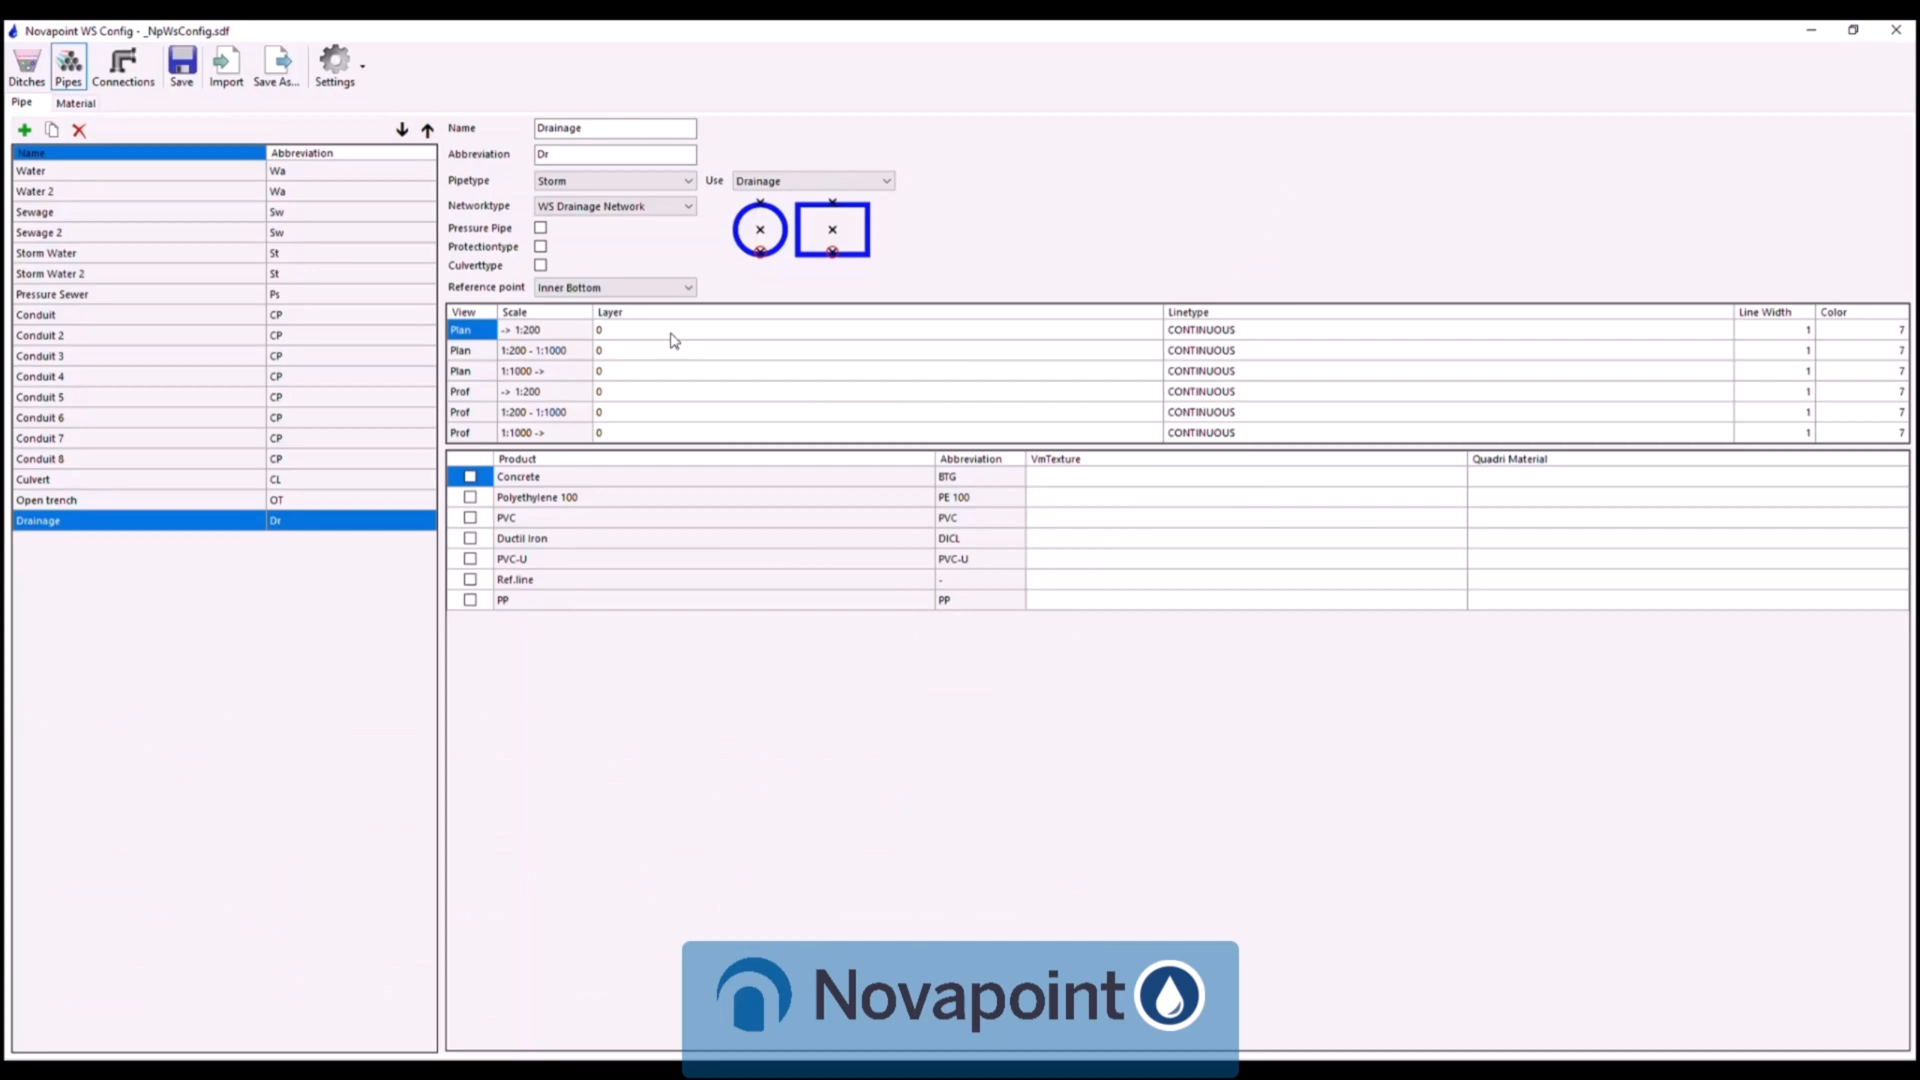 Novapoint WS Config - _NpWsConfig.sdf
Ditches Pipes Connections Save Import Save As... Settings
Pipe Material
Name Abbreviation
Water Wa
Water 2 Wa
Sewage Sw
Sewage 2 Sw
Storm Water St
Storm Water 2 St
Pressure Sewer Ps
Conduit CP
Conduit 2 CP
Conduit 3 CP
Conduit 4 CP
Conduit 5 CP
Conduit 6 CP
Conduit 7 CP
Conduit 8 CP
Culvert CL
Open trench OT
Drainage Dr
Name Drainage
Abbreviation Dr
Pipetype Storm Use Drainage
Networktype WS Drainage Network
Pressure Pipe
Protectiontype
Culverttype
Reference point Inner Bottom
View Scale Layer Linetype Line Width Color
Plan -> 1:200 0 CONTINUOUS 1 7
Plan 1:200 - 1:1000 0 CONTINUOUS 1 7
Plan 1:1000 -> 0 CONTINUOUS 1 7
Prof -> 1:200 0 CONTINUOUS 1 7
Prof 1:200 - 1:1000 0 CONTINUOUS 1 7
Prof 1:1000 -> 0 CONTINUOUS 1 7
Product Abbreviation VmTexture Quadri Material
Concrete BTG
Polyethylene 100 PE 100
PVC PVC
Ductil iron DICL
PVC-U PVC-U
Ref.line -
PP PP
Novapoint